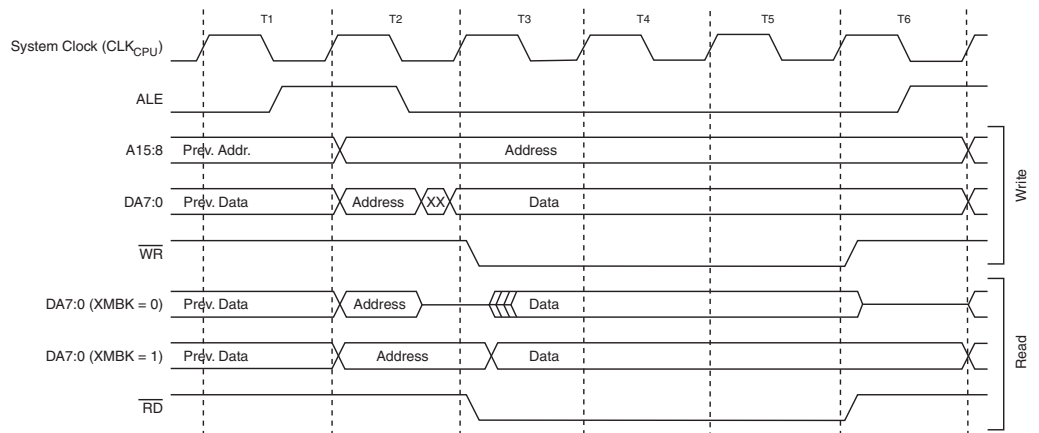 T1 T2 T3 T4 T5 T6
System Clock (CLKCPU)
ALE
A15:8 Prev. Addr. Address
DA7:0 Prev. Data Address XX Data
WR
Write
DA7:0 (XMBK = 0) Prev. Data Address Data
DA7:0 (XMBK = 1) Prev. Data Address Data
RD
Read